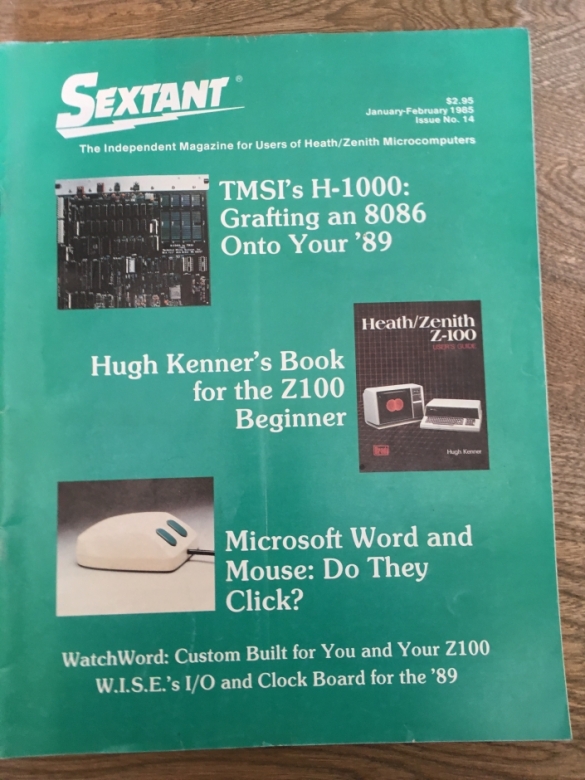 SEXTANT®
$2.95
January-February 1985
Issue No. 14
The Independent Magazine for Users of Heath/Zenith Microcomputers
TMSI's H-1000:
Grafting an 8086
Onto Your '89
Heath/Zenith
Z-100
USER'S GUIDE
Hugh Kenner
Hugh Kenner's Book
for the Z100
Beginner
Microsoft Word and
Mouse: Do They
Click?
WatchWord: Custom Built for You and Your Z100
W.I.S.E.'s I/O and Clock Board for the '89